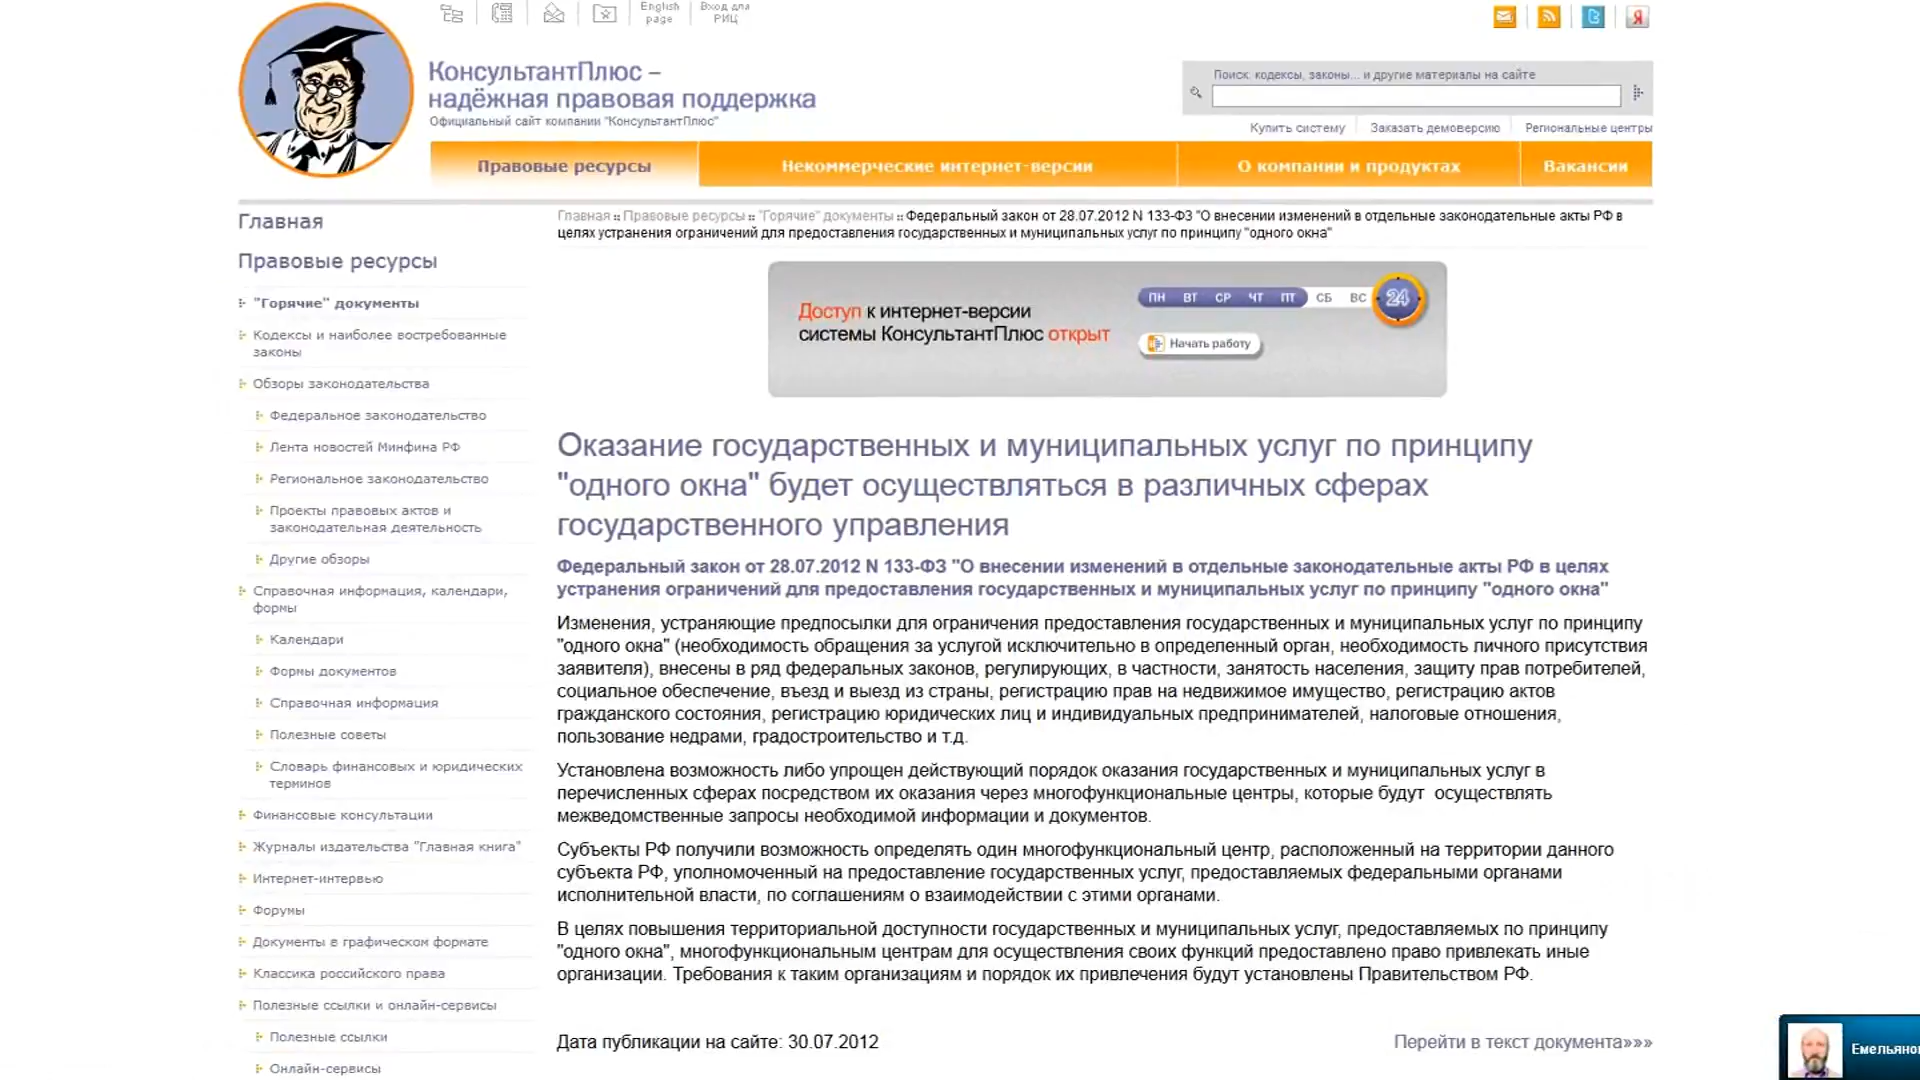 English
page
Вход для
РИЦ
КонсультантПлюс –
надёжная правовая поддержка
Официальный сайт компании "КонсультантПлюс"
Поиск: кодексы, законы... и другие материалы на сайте
Купить систему
Заказать демоверсию
Региональные центры
Правовые ресурсы
Некоммерческие интернет-версии
О компании и продуктах
Вакансии
Главная
Правовые ресурсы
"Горячие" документы
Кодексы и наиболее востребованные
законы
Обзоры законодательства
Федеральное законодательство
Лента новостей Минфина РФ
Региональное законодательство
Проекты правовых актов и
законодательная деятельность
Другие обзоры
Справочная информация, календари,
формы
Календари
Формы документов
Справочная информация
Полезные советы
Словарь финансовых и юридических
терминов
Финансовые консультации
Журналы издательства "Главная книга"
Интернет-интервью
Форумы
Документы в графическом формате
Классика российского права
Полезные ссылки и онлайн-сервисы
Полезные ссылки
Онлайн-сервисы
Главная :: Правовые ресурсы :: "Горячие" документы :: Федеральный закон от 28.07.2012 N 133-ФЗ "О внесении изменений в отдельные законодательные акты РФ в
целях устранения ограничений для предоставления государственных и муниципальных услуг по принципу "одного окна"
Доступ к интернет-версии
системы КонсультантПлюс открыт
ПН ВТ СР ЧТ ПТ СБ ВС 24
Начать работу
Оказание государственных и муниципальных услуг по принципу
"одного окна" будет осуществляться в различных сферах
государственного управления
Федеральный закон от 28.07.2012 N 133-ФЗ "О внесении изменений в отдельные законодательные акты РФ в целях
устранения ограничений для предоставления государственных и муниципальных услуг по принципу "одного окна"
Изменения, устраняющие предпосылки для ограничения предоставления государственных и муниципальных услуг по принципу
"одного окна" (необходимость обращения за услугой исключительно в определенный орган, необходимость личного присутствия
заявителя), внесены в ряд федеральных законов, регулирующих, в частности, занятость населения, защиту прав потребителей,
социальное обеспечение, въезд и выезд из страны, регистрацию прав на недвижимое имущество, регистрацию актов
гражданского состояния, регистрацию юридических лиц и индивидуальных предпринимателей, налоговые отношения,
пользование недрами, градостроительство и т.д.
Установлена возможность либо упрощен действующий порядок оказания государственных и муниципальных услуг в
перечисленных сферах посредством их оказания через многофункциональные центры, которые будут осуществлять
межведомственные запросы необходимой информации и документов.
Субъекты РФ получили возможность определять один многофункциональный центр, расположенный на территории данного
субъекта РФ, уполномоченный на предоставление государственных услуг, предоставляемых федеральными органами
исполнительной власти, по соглашениям о взаимодействии с этими органами.
В целях повышения территориальной доступности государственных и муниципальных услуг, предоставляемых по принципу
"одного окна", многофункциональным центрам для осуществления своих функций предоставлено право привлекать иные
организации. Требования к таким организациям и порядок их привлечения будут установлены Правительством РФ.
Дата публикации на сайте: 30.07.2012
Перейти в текст документа»»»
Емельянов